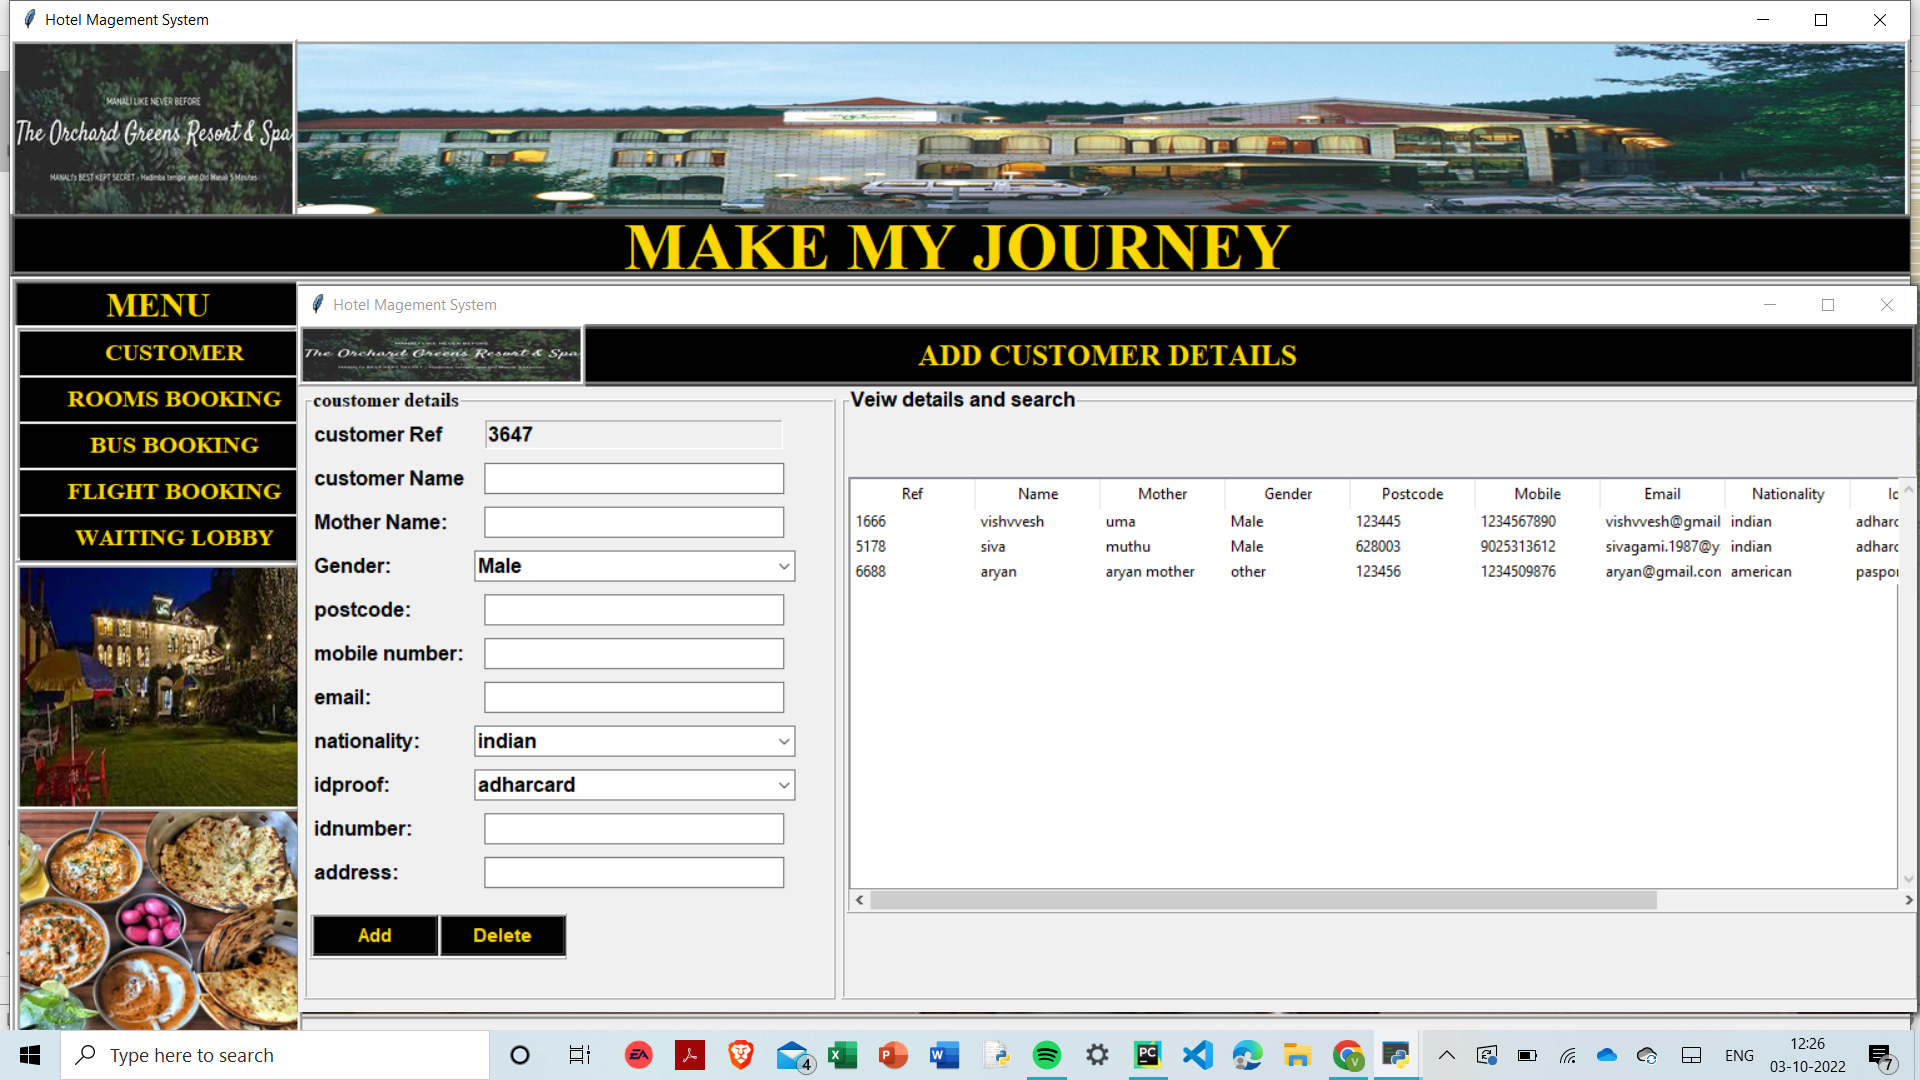 Hotel Magement System
MANALI LIKE NEVER BEFORE
The Orchard Greens Resort & Spa
MANALI's BEST KEPT SECRET - Hadimba temple and Old Manali 5 Minutes
MAKE MY JOURNEY
MENU
CUSTOMER
ROOMS BOOKING
BUS BOOKING
FLIGHT BOOKING
WAITING LOBBY
Hotel Magement System
The Orchard Greens Resort & Spa
ADD CUSTOMER DETAILS
coustomer details
customer Ref 3647
customer Name
Mother Name:
Gender: Male
postcode:
mobile number:
email:
nationality: indian
idproof: adharcard
idnumber:
address:
Add Delete
Veiw details and search
Ref Name Mother Gender Postcode Mobile Email Nationality Ic
1666 vishvvesh uma Male 123445 1234567890 vishvvesh@gmail indian adharc
5178 siva muthu Male 628003 9025313612 sivagami.1987@y indian adharc
6688 aryan aryan mother other 123456 1234509876 aryan@gmail.con american paspor
Type here to search
4
ENG
12:26
03-10-2022
7